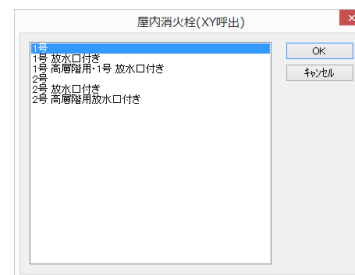 屋内消火栓(XY呼出)
1号
1号 放水口付き
1号 高層階用・1号 放水口付き
2号
2号 放水口付き
2号 高層階用放水口付き
OK
キャンセル